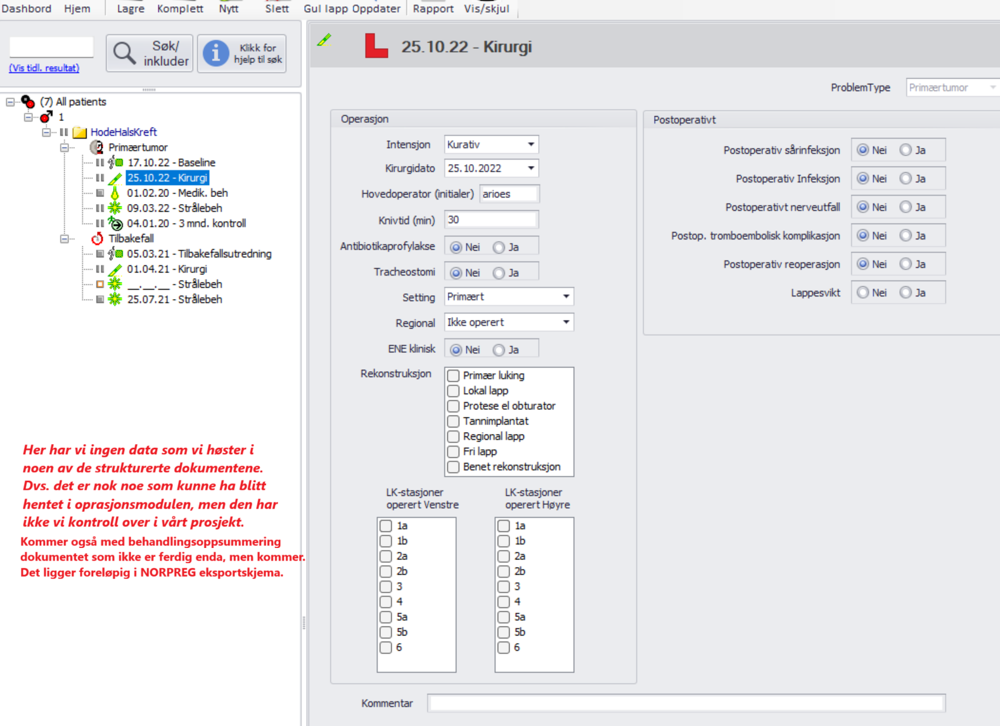 Dashbord Hjem Lagre Komplett Nytt Slett Gul lapp Oppdater Rapport Vis/skjul
Søk/
inkluder
Klikk for
hjelp til søk
(Vis tidl. resultat)
(7) All patients
1
HodeHalsKreft
Primærtumor
17.10.22 - Baseline
25.10.22 - Kirurgi
01.02.20 - Medik. beh
09.03.22 - Strålebeh
04.01.20 - 3 mnd. kontroll
Tilbakefall
05.03.21 - Tilbakefallsutredning
01.04.21 - Kirurgi
__.__.__ - Strålebeh
25.07.21 - Strålebeh
Her har vi ingen data som vi høster i
noen av de strukturerte dokumentene.
Dvs. det er nok noe som kunne ha blitt
hentet i oprasjonsmodulen, men den har
ikke vi kontroll over i vårt prosjekt.
Kommer også med behandlingsoppsummering
dokumentet som ikke er ferdig enda, men kommer.
Det ligger foreløpig i NORPREG eksportskjema.
25.10.22 - Kirurgi
ProblemType Primærtumor
Operasjon
Intensjon Kurativ
Kirurgidato 25.10.2022
Hovedoperator (initialer) arioes
Knivtid (min) 30
Antibiotikaprofylakse Nei Ja
Tracheostomi Nei Ja
Setting Primært
Regional Ikke operert
ENE klinisk Nei Ja
Rekonstruksjon Primær luking
Lokal lapp
Protese el obturator
Tannimplantat
Regional lapp
Fri lapp
Benet rekonstruksjon
LK-stasjoner
operert Venstre
1a
1b
2a
2b
3
4
5a
5b
6
LK-stasjoner
operert Høyre
1a
1b
2a
2b
3
4
5a
5b
6
Kommentar
Postoperativt
Postoperativ sårinfeksjon Nei Ja
Postoperativ Infeksjon Nei Ja
Postoperativt nerveutfall Nei Ja
Postop. tromboembolisk komplikasjon Nei Ja
Postoperativ reoperasjon Nei Ja
Lappesvikt Nei Ja